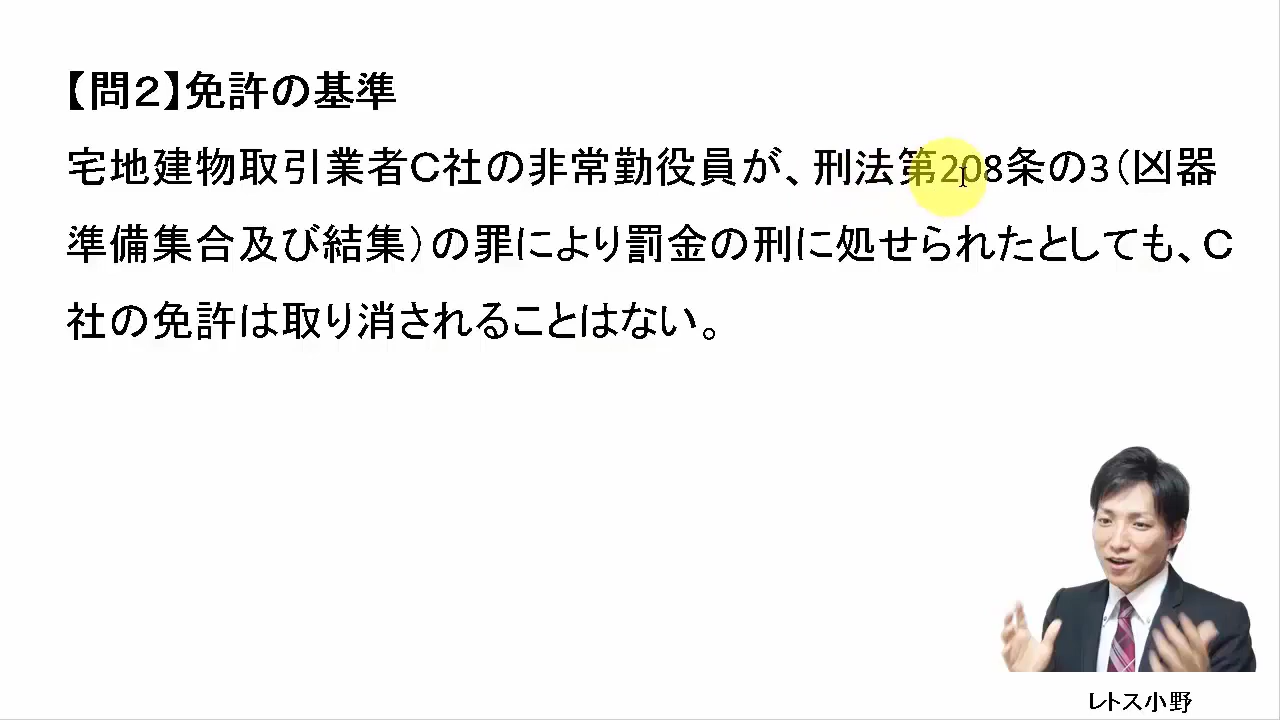 【問２】免許の基準
宅地建物取引業者Ｃ社の非常勤役員が、刑法第208条の3（凶器
準備集合及び結集）の罪により罰金の刑に処せられたとしても、Ｃ
社の免許は取り消されることはない。
レトス小野